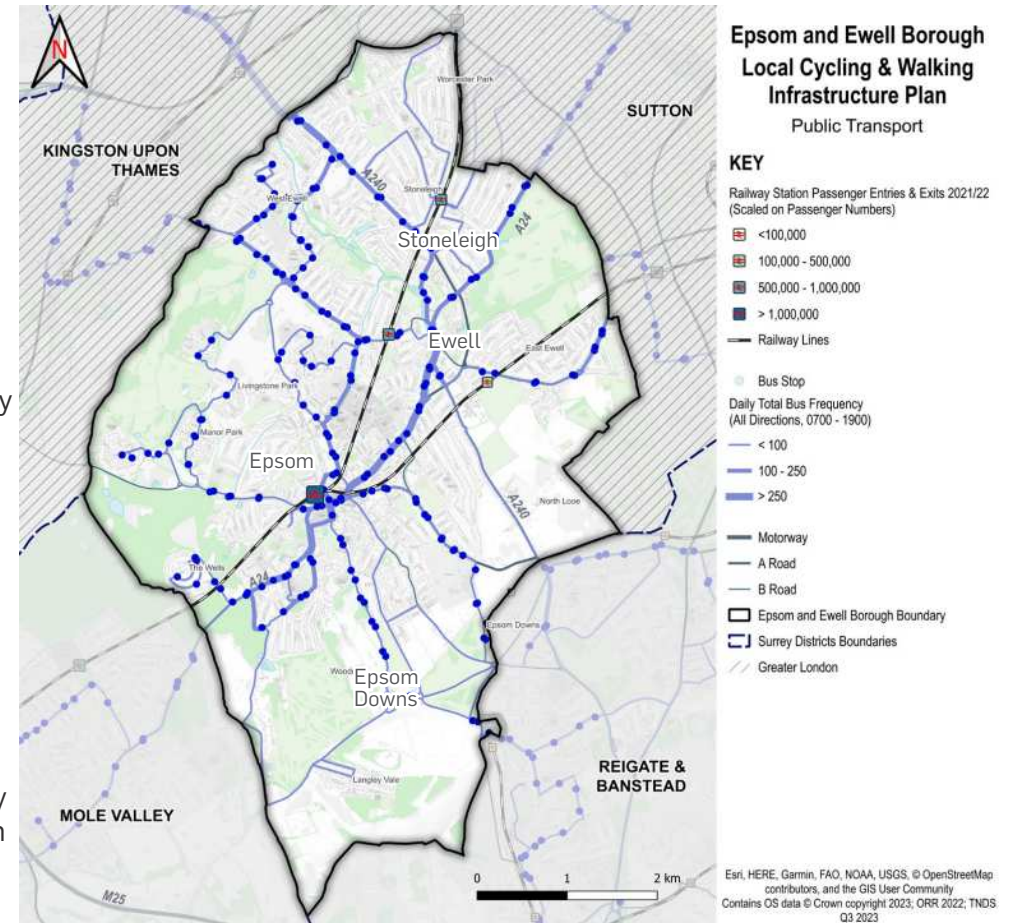 N
Epsom and Ewell Borough
Local Cycling & Walking
Infrastructure Plan
Public Transport
KEY
Railway Station Passenger Entries & Exits 2021/22
(Scaled on Passenger Numbers)
<100,000
100,000 - 500,000
500,000 - 1,000,000
> 1,000,000
Railway Lines
Bus Stop
Daily Total Bus Frequency
(All Directions, 0700 - 1900)
< 100
100 - 250
> 250
Motorway
A Road
B Road
Epsom and Ewell Borough Boundary
Surrey Districts Boundaries
Greater London
Esri, HERE, Garmin, FAO, NOAA, USGS, © OpenStreetMap
contributors, and the GIS User Community
Contains OS data © Crown copyright 2023; ORR 2022; TNDS
Q3 2023
Worcester Park
SUTTON
KINGSTON UPON
THAMES
A240
Stoneleigh
West Ewell
A24
Stoneleigh
Ewell
East Ewell
Livingstone Park
Manor Park
Epsom
A240
North Looe
The Wells
A24
Epsom Downs
Epsom
Downs
Langley Vale
REIGATE &
BANSTEAD
MOLE VALLEY
M25
0 1 2 km